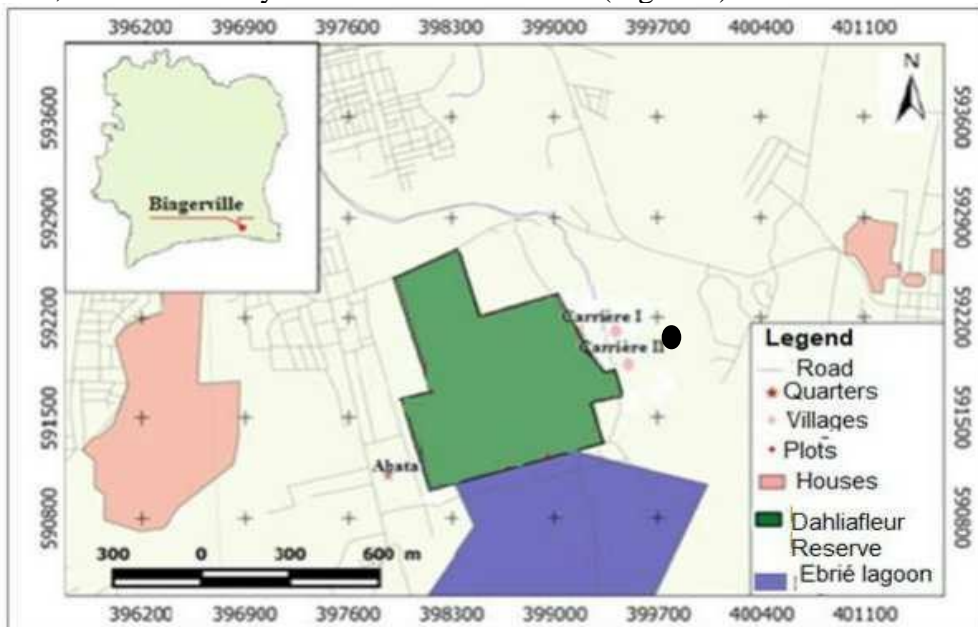 396200 396900 397600 398300 399000 399700 400400 401100
N
593600
592900
592200
591500
590800
593600
592900
592200
591500
590800
Biagerville
Carrière I
Carrière II
Abata
Legend
Road
Quarters
Villages
Plots
Houses
Dahliafleur
Reserve
Ebrié lagoon
300 0 300 600 m
396200 396900 397600 398300 399000 399700 400400 401100